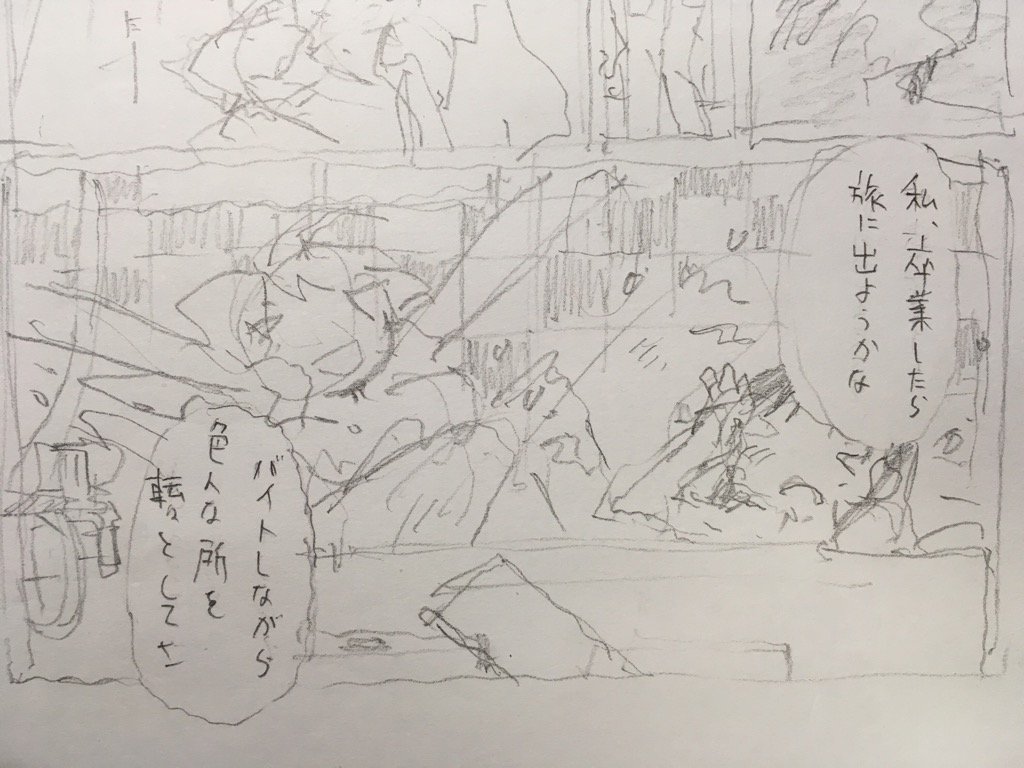 私、卒業したら
旅に出ようかな
バイトしながら
色んな所を
転々としてさ